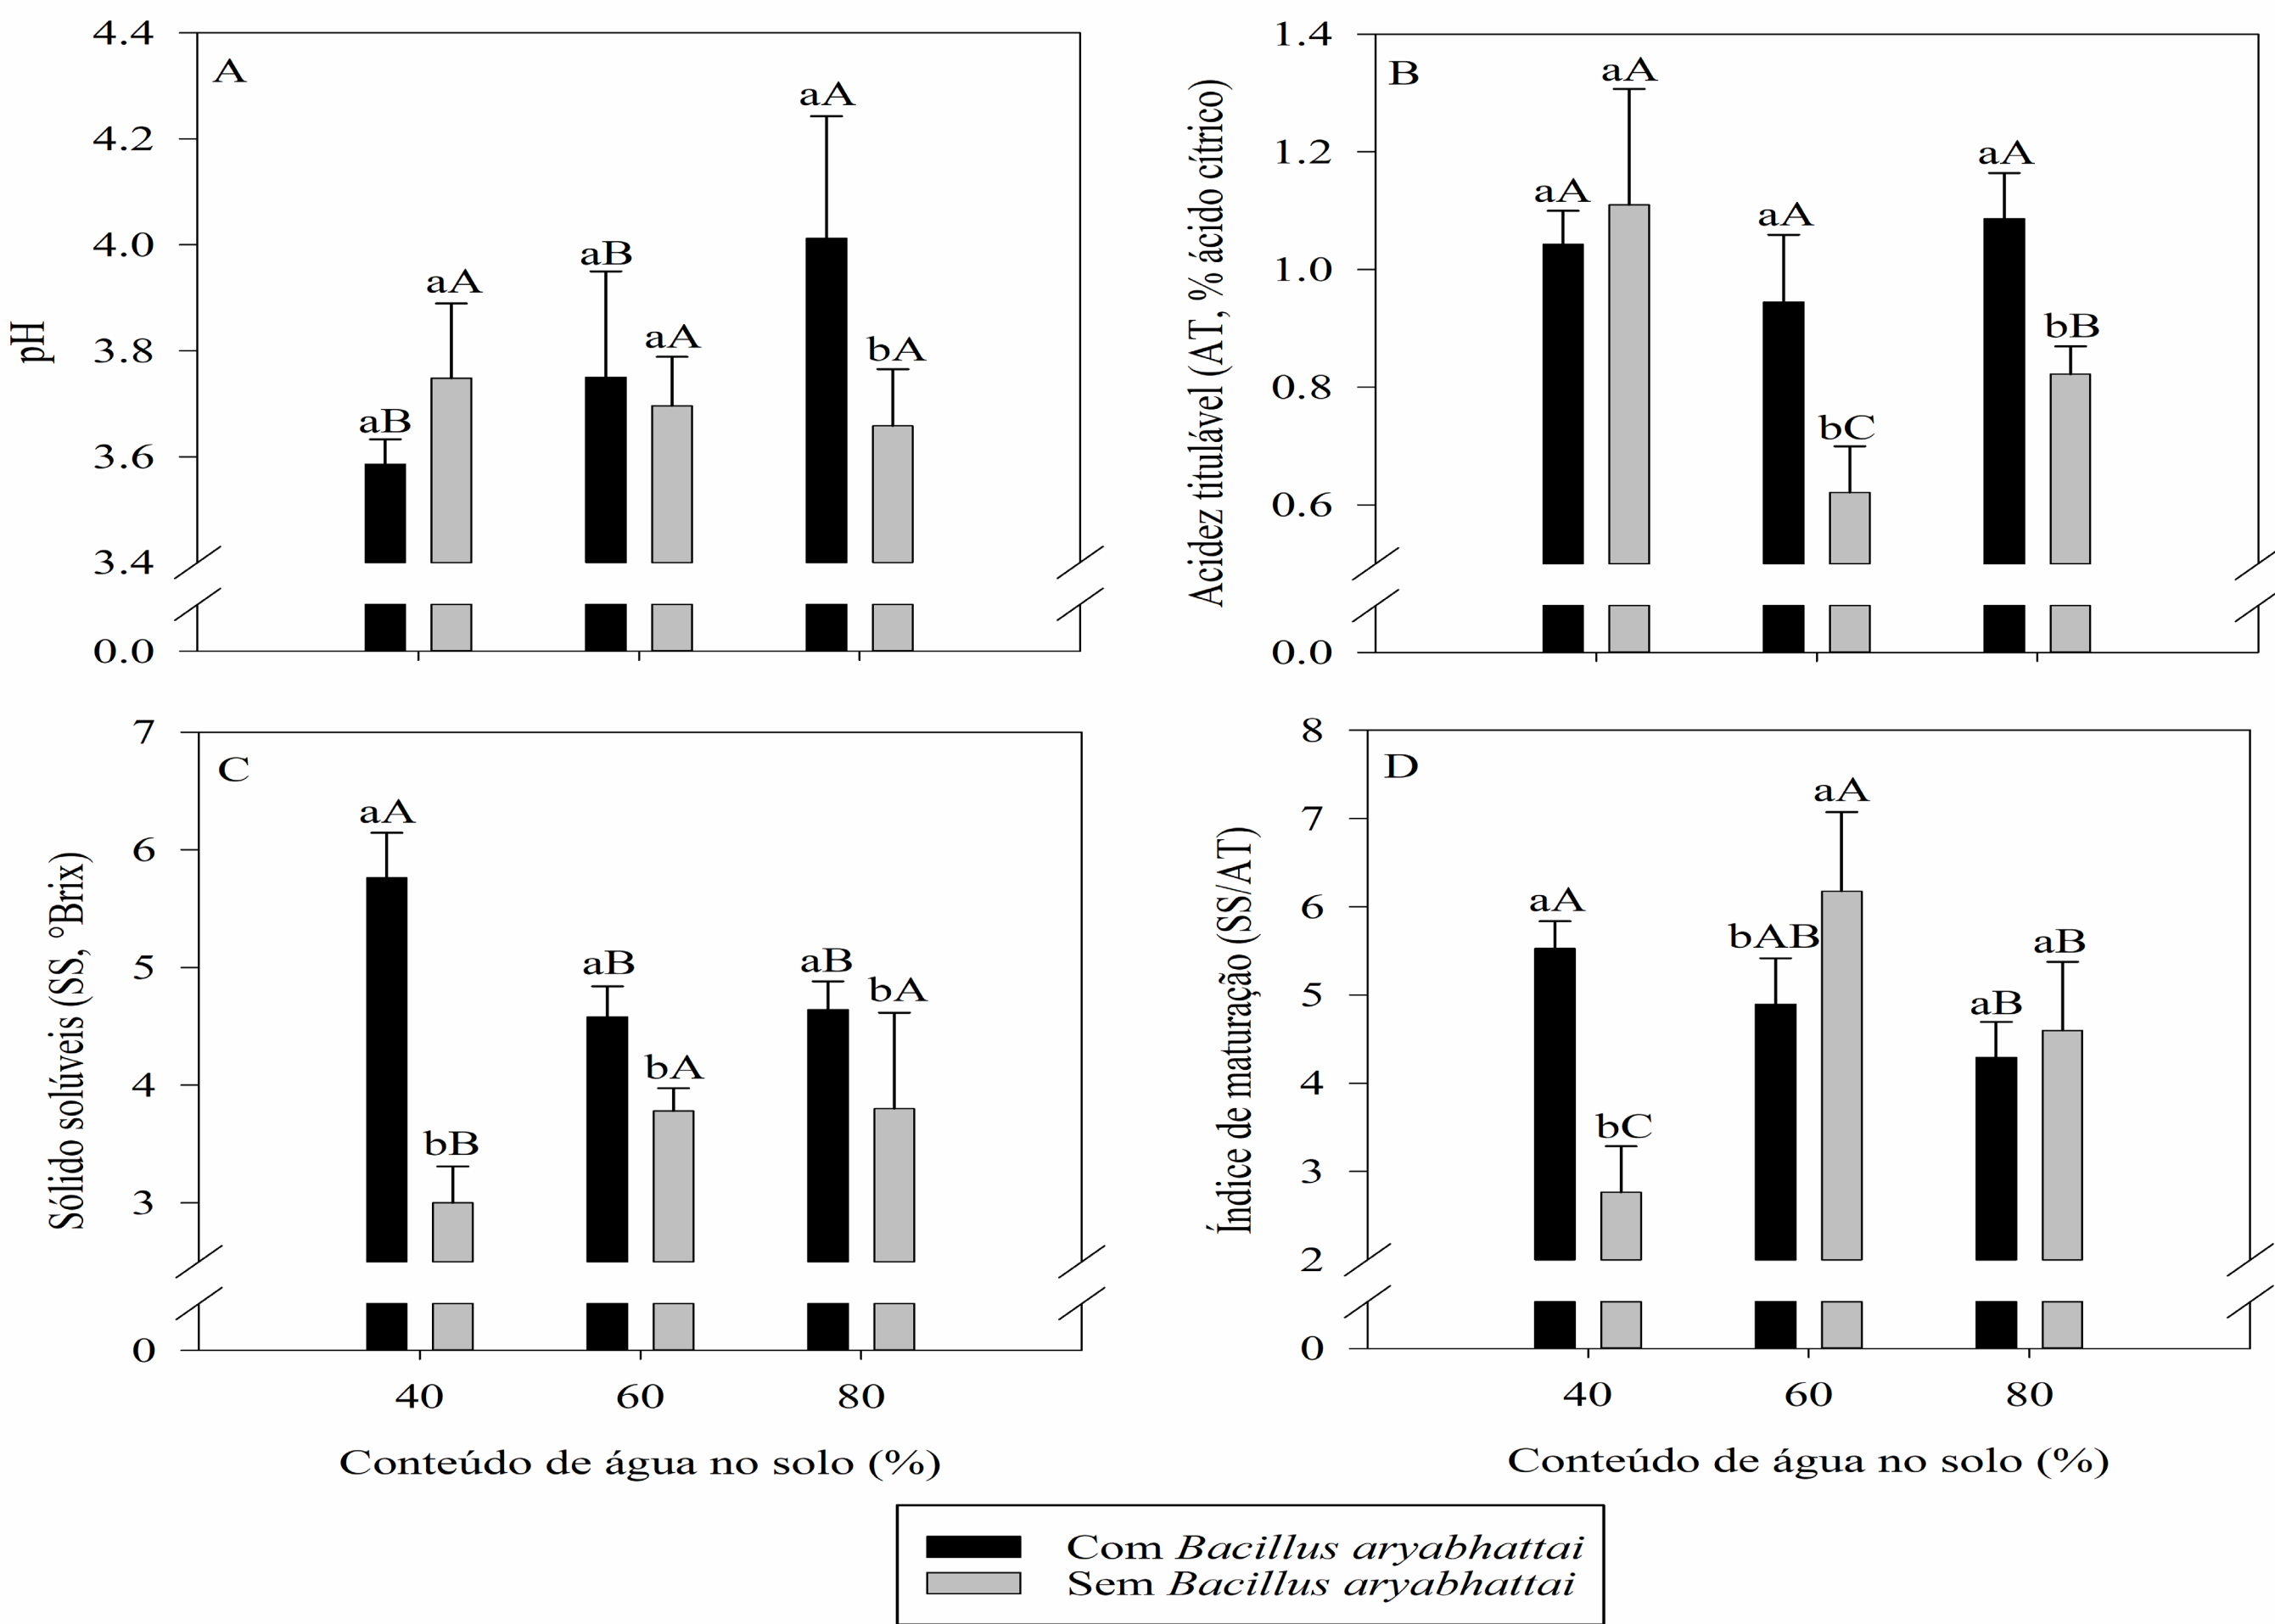 A
pH
4.4
4.2
4.0
3.8
3.6
3.4
0.0
aB
aA
aB
aA
aA
bA
B
Acidez titulável (AT, % ácido cítrico)
1.4
1.2
1.0
0.8
0.6
0.0
aA
aA
aA
bC
aA
bB
C
Sólido solúveis (SS, °Brix)
7
6
5
4
3
0
aA
bB
aB
bA
aB
bA
40
60
80
Conteúdo de água no solo (%)
D
Índice de maturação (SS/AT)
8
7
6
5
4
3
2
0
aA
bC
bAB
aA
aB
aB
40
60
80
Conteúdo de água no solo (%)
Com Bacillus aryabhattai
Sem Bacillus aryabhattai